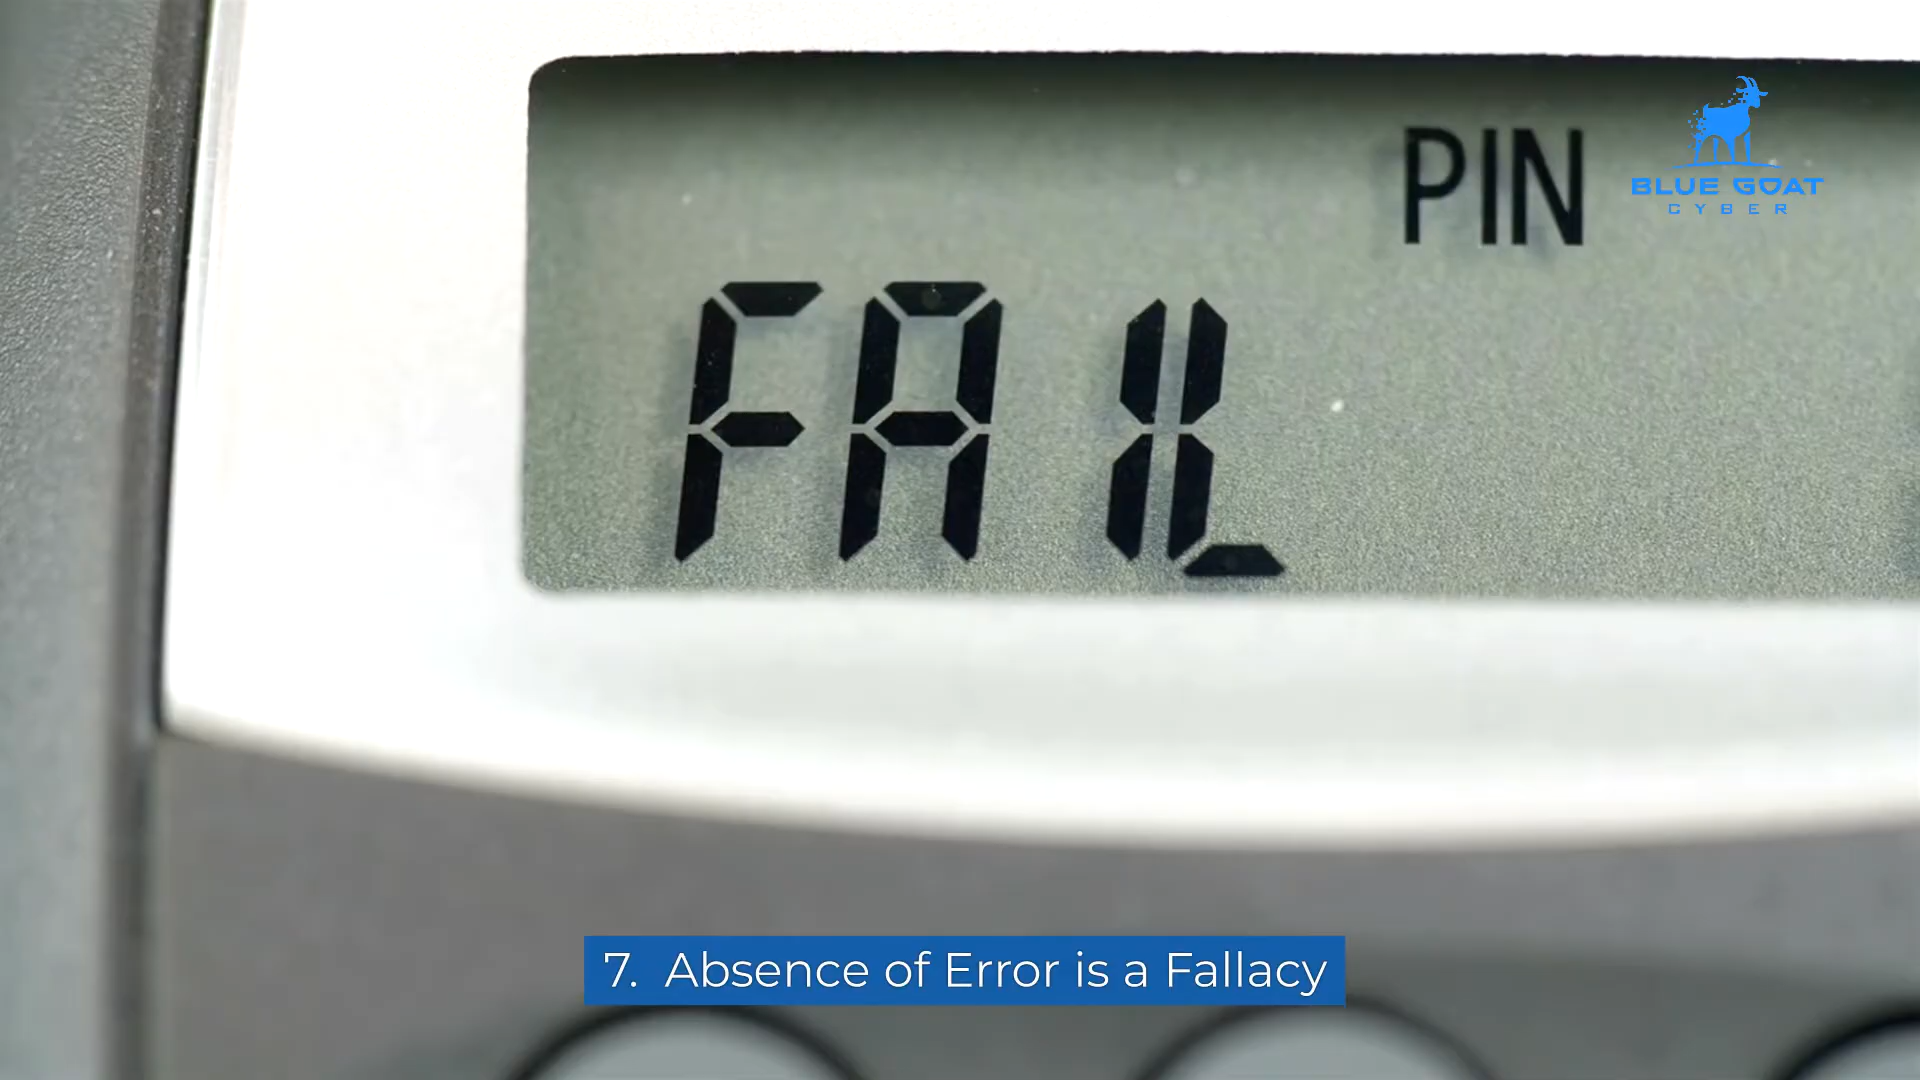 PIN
BLUE GOAT
CYBER
FAIL
7. Absence of Error is a Fallacy